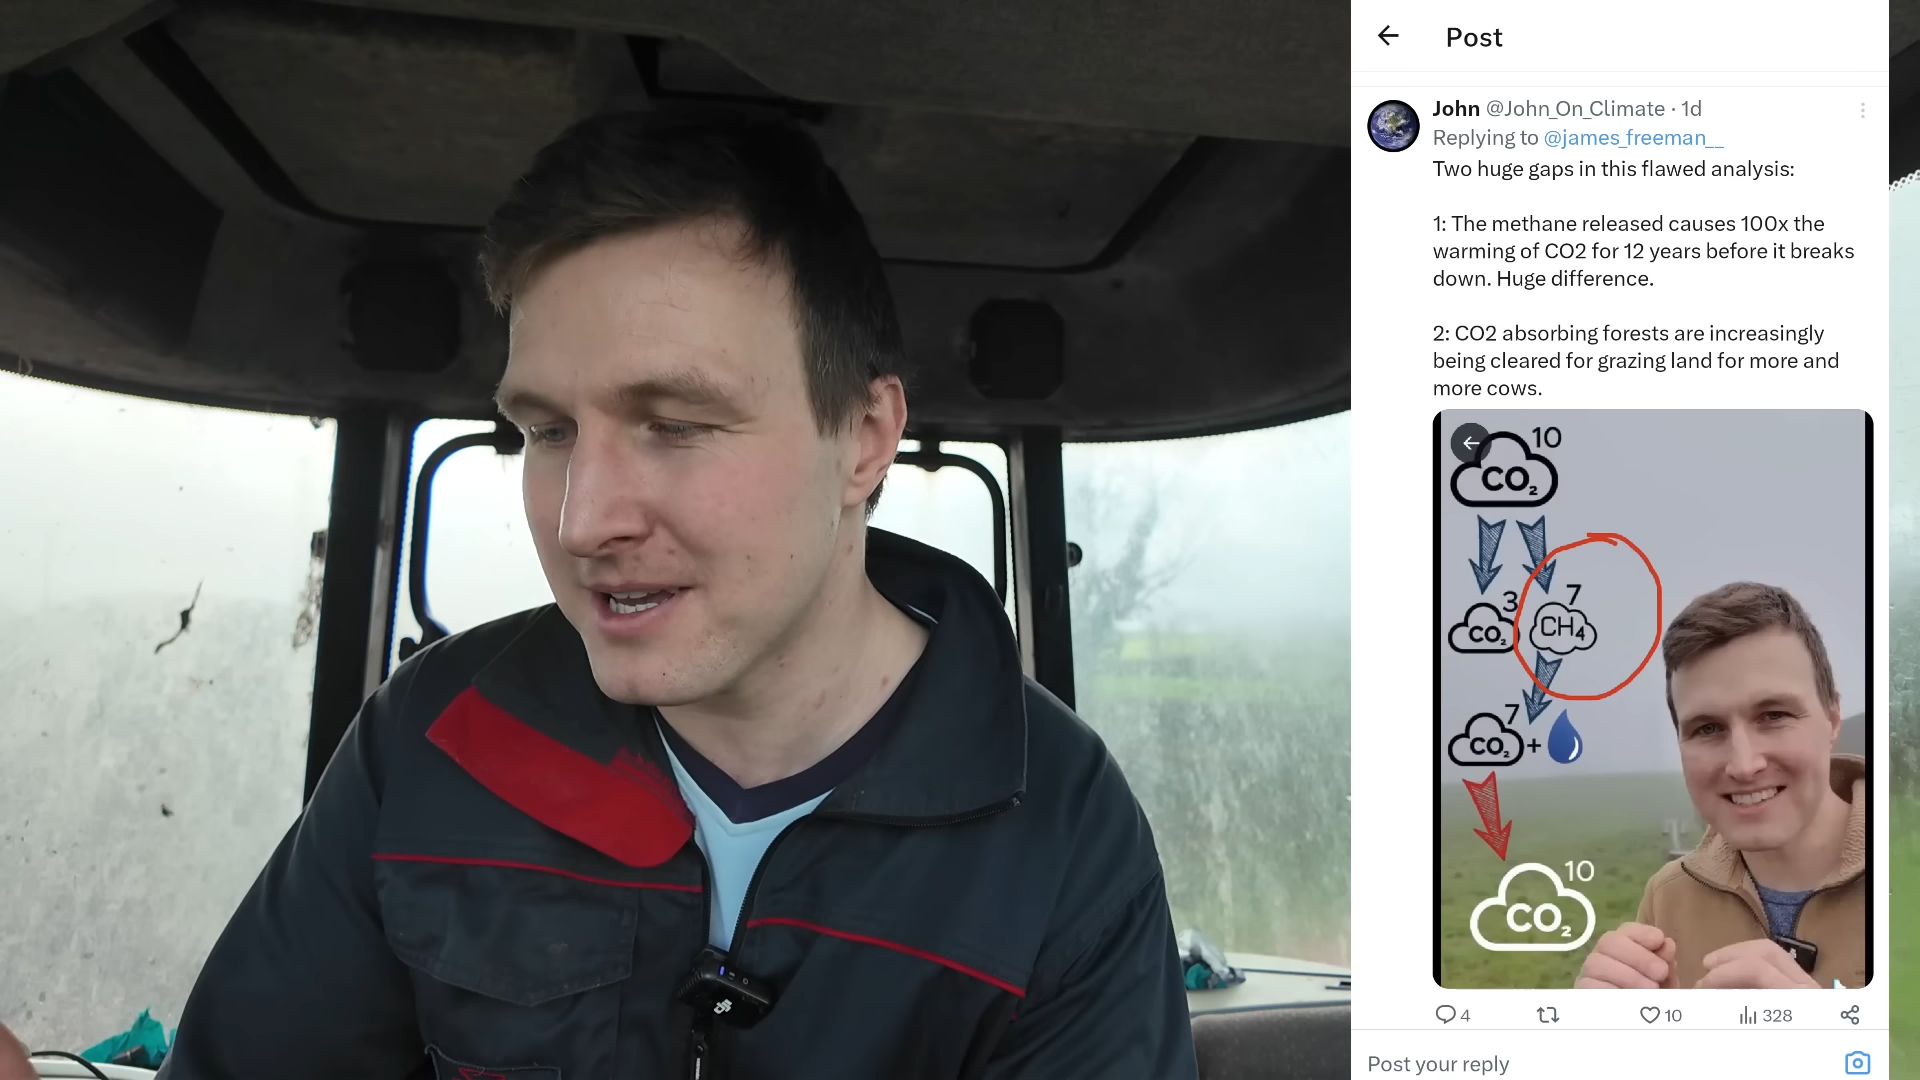 Post
John @John_On_Climate · 1d
Replying to @james_freeman__
Two huge gaps in this flawed analysis:
1: The methane released causes 100x the
warming of CO2 for 12 years before it breaks
down. Huge difference.
2: CO2 absorbing forests are increasingly
being cleared for grazing land for more and
more cows.
10
CO₂
3
CO₂
7
CH₄
7
CO₂ +
10
CO₂
4
10
328
Post your reply
dji